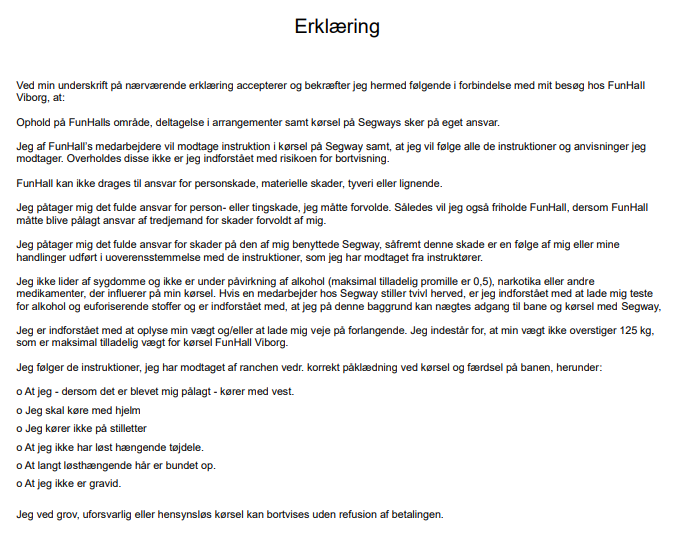 Erklæring
Ved min underskrift på nærværende erklæring accepterer og bekræfter jeg hermed følgende i forbindelse med mit besøg hos FunHall
Viborg, at:
Ophold på FunHalls område, deltagelse i arrangementer samt kørsel på Segways sker på eget ansvar.
Jeg af FunHall's medarbejdere vil modtage instruktion i kørsel på Segway samt, at jeg vil følge alle de instruktioner og anvisninger jeg
modtager. Overholdes disse ikke er jeg indforstået med risikoen for bortvisning.
FunHall kan ikke drages til ansvar for personskade, materielle skader, tyveri eller lignende.
Jeg påtager mig det fulde ansvar for person- eller tingskade, jeg måtte forvolde. Således vil jeg også friholde FunHall, dersom FunHall
måtte blive pålagt ansvar af tredjemand for skader forvoldt af mig.
Jeg påtager mig det fulde ansvar for skader på den af mig benyttede Segway, såfremt denne skade er en følge af mig eller mine
handlinger udført i uoverensstemmelse med de instruktioner, som jeg har modtaget fra instruktører.
Jeg ikke lider af sygdomme og ikke er under påvirkning af alkohol (maksimal tilladelig promille er 0,5), narkotika eller andre
medikamenter, der influerer på min kørsel. Hvis en medarbejder hos Segway stiller tvivl herved, er jeg indforstået med at lade mig teste
for alkohol og euforiserende stoffer og er indforstået med, at jeg på denne baggrund kan nægtes adgang til bane og kørsel med Segway,
Jeg er indforstået med at oplyse min vægt og/eller at lade mig veje på forlangende. Jeg indestår for, at min vægt ikke overstiger 125 kg,
som er maksimal tilladelig vægt for kørsel FunHall Viborg.
Jeg følger de instruktioner, jeg har modtaget af ranchen vedr. korrekt påklædning ved kørsel og færdsel på banen, herunder:
o At jeg - dersom det er blevet mig pålagt - kører med vest.
o Jeg skal køre med hjelm
o Jeg kører ikke på stilletter
o At jeg ikke har løst hængende tøjdele.
o At langt løsthængende hår er bundet op.
o At jeg ikke er gravid.
Jeg ved grov, uforsvarlig eller hensynsløs kørsel kan bortvises uden refusion af betalingen.